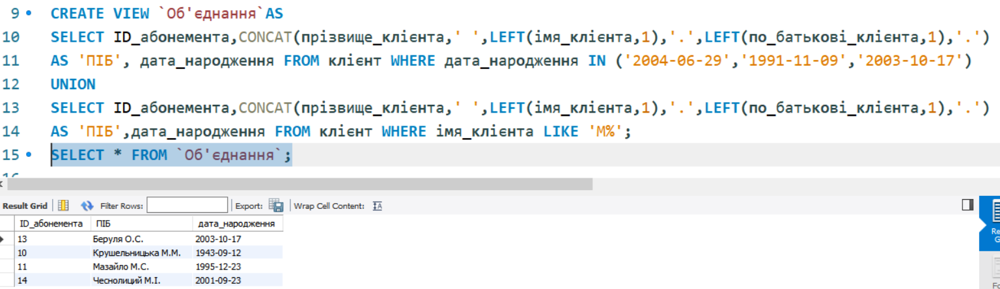 9 CREATE VIEW `Об'єднання`AS
10 SELECT ID_абонемента,CONCAT(прізвище_клієнта,' ',LEFT(імя_клієнта,1),'.',LEFT(по_батькові_клієнта,1),'.')
11 AS 'ПІБ', дата_народження FROM клієнт WHERE дата_народження IN ('2004-06-29','1991-11-09','2003-10-17')
12 UNION
13 SELECT ID_абонемента,CONCAT(прізвище_клієнта,' ',LEFT(імя_клієнта,1),'.',LEFT(по_батькові_клієнта,1),'.')
14 AS 'ПІБ',дата_народження FROM клієнт WHERE імя_клієнта LIKE 'М%';
15 SELECT * FROM `Об'єднання`;
Result Grid Filter Rows: Export: Wrap Cell Content:
ID_абонемента ПІБ дата_народження
13 Беруля О.С. 2003-10-17
10 Крушельницька М.М. 1943-09-12
11 Мазайло М.С. 1995-12-23
14 Чеснолиций М.І. 2001-09-23